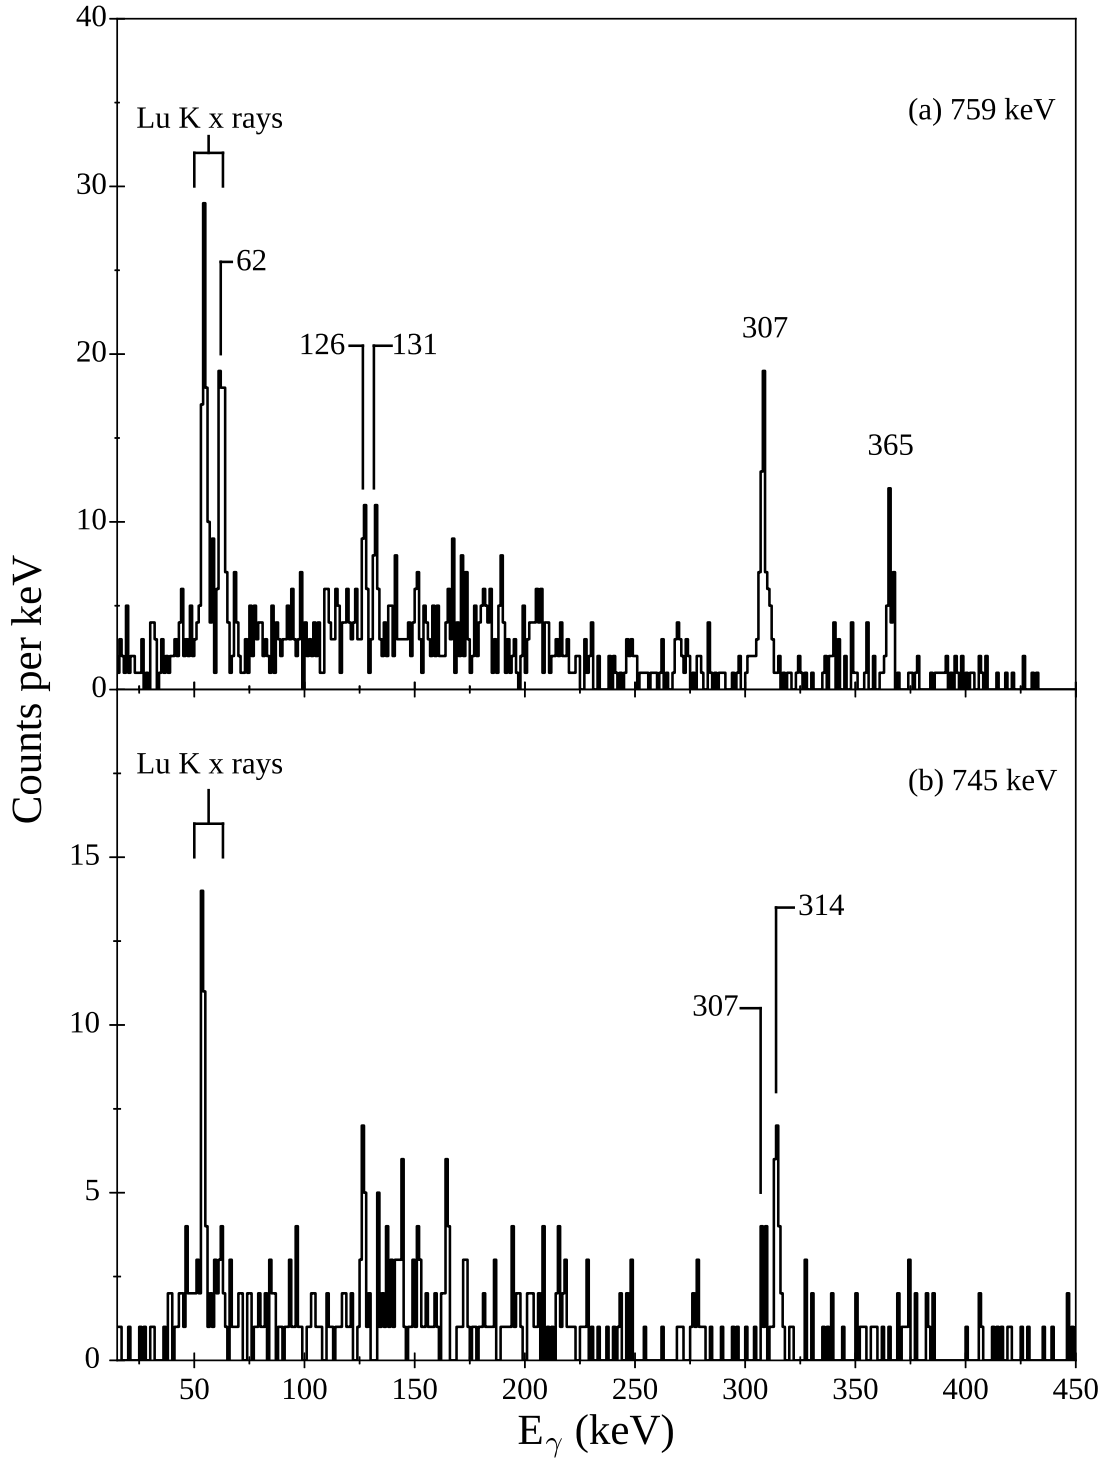 40
Lu K x rays
(a) 759 keV
30
62
20
126
131
307
365
10
0
Counts per keV
Lu K x rays
(b) 745 keV
15
314
10
307
5
0
50 100 150 200 250 300 350 400 450
Eγ (keV)